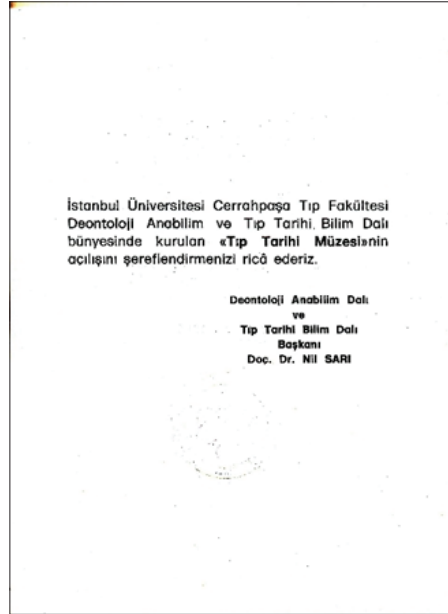 İstanbul Üniversitesi Cerrahpaşa Tıp Fakültesi
Deontoloji Anabilim ve Tıp Tarihi Bilim Dalı
bünyesinde kurulan «Tıp Tarihi Müzesi»nin
açılışını şereflendirmenizi ricâ ederiz.
Deontoloji Anabilim Dalı
ve
Tıp Tarihi Bilim Dalı
Başkanı
Doç. Dr. Nil SARI